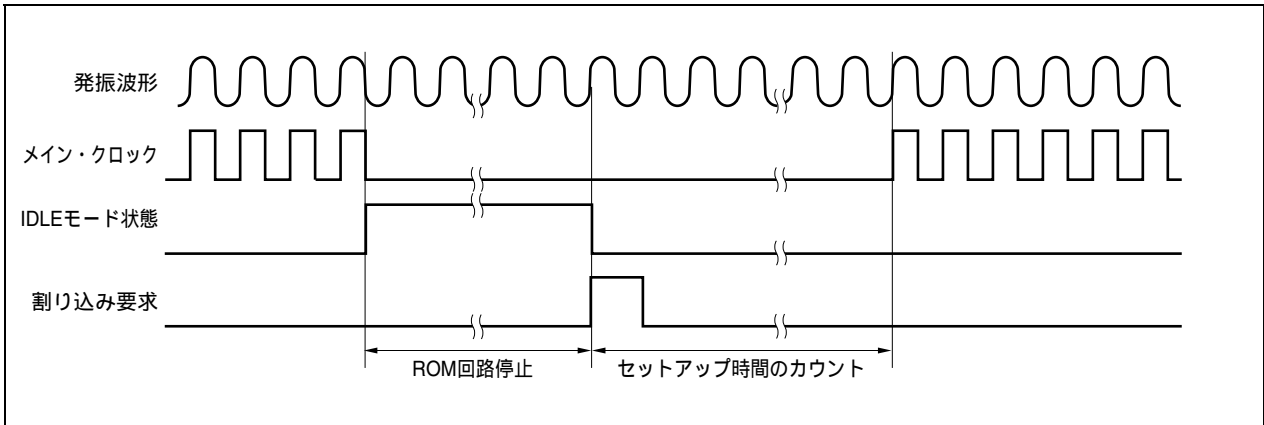 発振波形
メイン・クロック
IDLEモード状態
割り込み要求
ROM回路停止
セットアップ時間のカウント